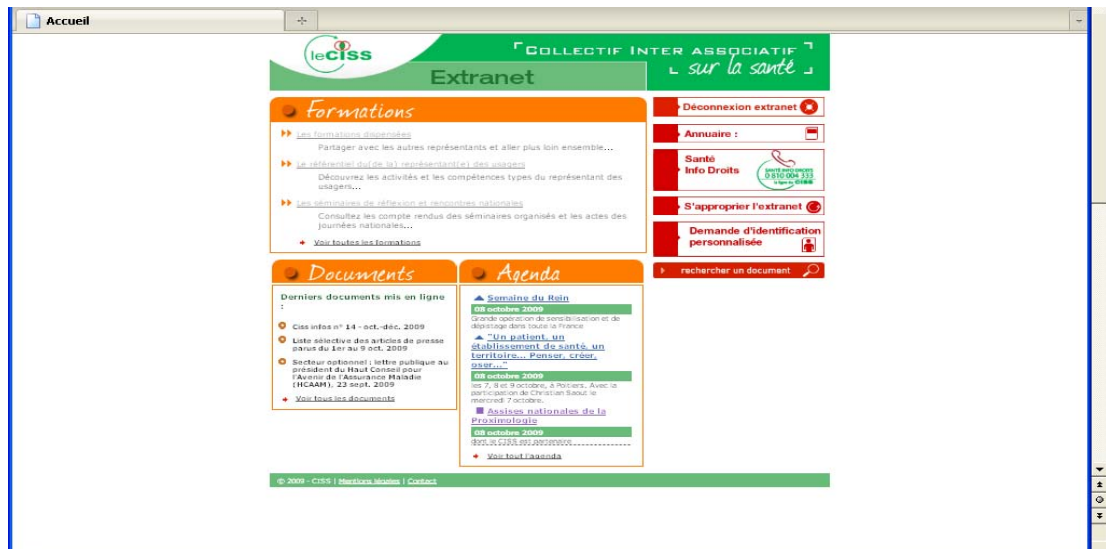 Accueil
leCISS
COLLECTIF INTER ASSOCIATIF
sur la santé
Extranet
Formations
Les formations dispensées
Partager avec les autres représentants et aller plus loin ensemble...
Le référentiel du(de la) représentant(e) des usagers
Découvrez les activités et les compétences types du représentant des
usagers...
Les séminaires de réflexion et rencontres nationales
Consultez les compte rendus des séminaires organisés et les actes des
journées nationales...
Voir toutes les formations
Déconnexion extranet
Annuaire :
Santé
Info Droits
SANTÉ INFO DROITS
0 810 004 333
la ligne du CISS
S'approprier l'extranet
Demande d'identification
personnalisée
rechercher un document
Documents
Derniers documents mis en ligne
:
Ciss infos n° 14 - oct.-déc. 2009
Liste sélective des articles de presse
parus du 1er au 9 oct. 2009
Secteur optionnel : lettre publique au
président du Haut Conseil pour
l'Avenir de l'Assurance Maladie
(HCAAM), 23 sept. 2009
Voir tous les documents
Agenda
Semaine du Rein
08 octobre 2009
Grande opération de sensibilisation et de
dépistage dans toute la France
"Un patient, un
établissement de santé, un
territoire... Penser, créer,
oser..."
08 octobre 2009
les 7, 8 et 9 octobre, à Poitiers. Avec la
participation de Christian Saout le
mercredi 7 octobre.
Assises nationales de la
Proximologie
08 octobre 2009
dont le CISS est partenaire
Voir tout l'agenda
© 2009 - CISS | Mentions légales | Contact